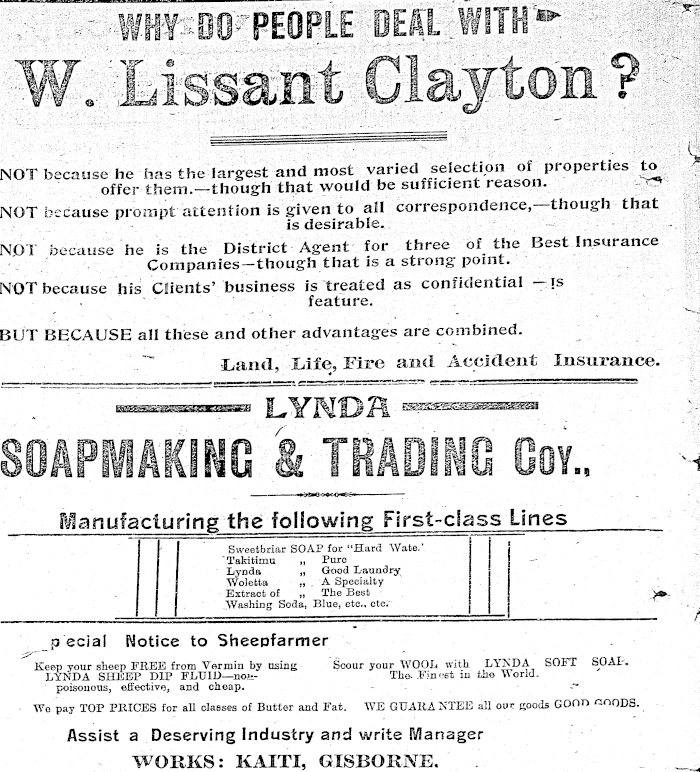 WHY DO PEOPLE DEAL WITH
W. Lissant Clayton?
NOT because he has the largest and most varied selection of properties to
offer them.—though that would be sufficient reason.
NOT because prompt attention is given to all correspondence,—though that
is desirable.
NOT because he is the District Agent for three of the Best Insurance
Companies—though that is a strong point.
NOT because his Clients' business is treated as confidential — is
feature.
BUT BECAUSE all these and other advantages are combined.
Land, Life, Fire and Accident Insurance.
LYNDA
SOAPMAKING & TRADING COY.,
Manufacturing the following First-class Lines
Sweetbriar SOAP for "Hard Wate.'
Takitimu „ Pure
Lynda „ Good Laundry
Woletta „ A Specialty
Extract of „ The Best
Washing Soda, Blue, etc., etc.
pecial Notice to Sheepfarmer
Keep your sheep FREE from Vermin by using
LYNDA SHEEP DIP FLUID—non-
poisonous, effective, and cheap.
Scour your WOOL with LYNDA SOFT SOAP.
The Finest in the World.
We pay TOP PRICES for all classes of Butter and Fat. WE GUARANTEE all our goods GOOD GOODS.
Assist a Deserving Industry and write Manager
WORKS: KAITI, GISBORNE.